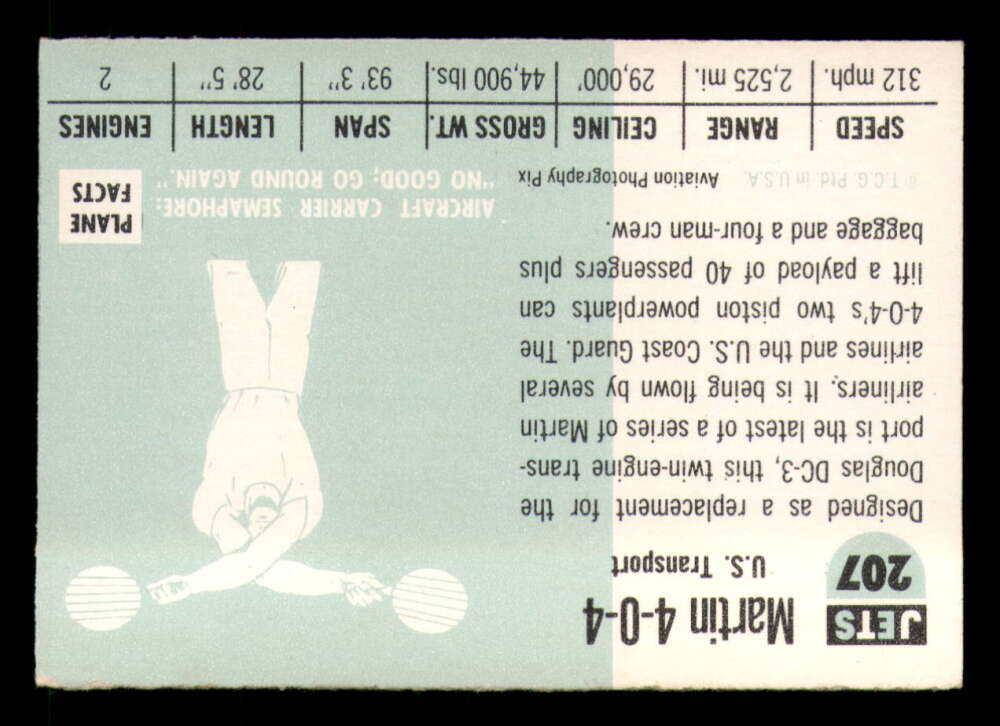 JETS
207
Martin 4-0-4
U.S. Transport
Designed as a replacement for the
Douglas DC-3, this twin-engine trans-
port is the latest of a series of Martin
airliners. It is being flown by several
airlines and the U.S. Coast Guard. The
4-0-4's two piston powerplants can
lift a payload of 40 passengers plus
baggage and a four-man crew.
© T.C.G. Ptd in U.S.A. Aviation Photography Pix
PLANE
FACTS
AIRCRAFT CARRIER SEMAPHORE:
"NO GOOD; GO ROUND AGAIN."
SPEED RANGE CEILING GROSS WT. SPAN LENGTH ENGINES
312 mph. 2,525 mi. 29,000' 44,900 lbs. 93' 3" 28' 5" 2